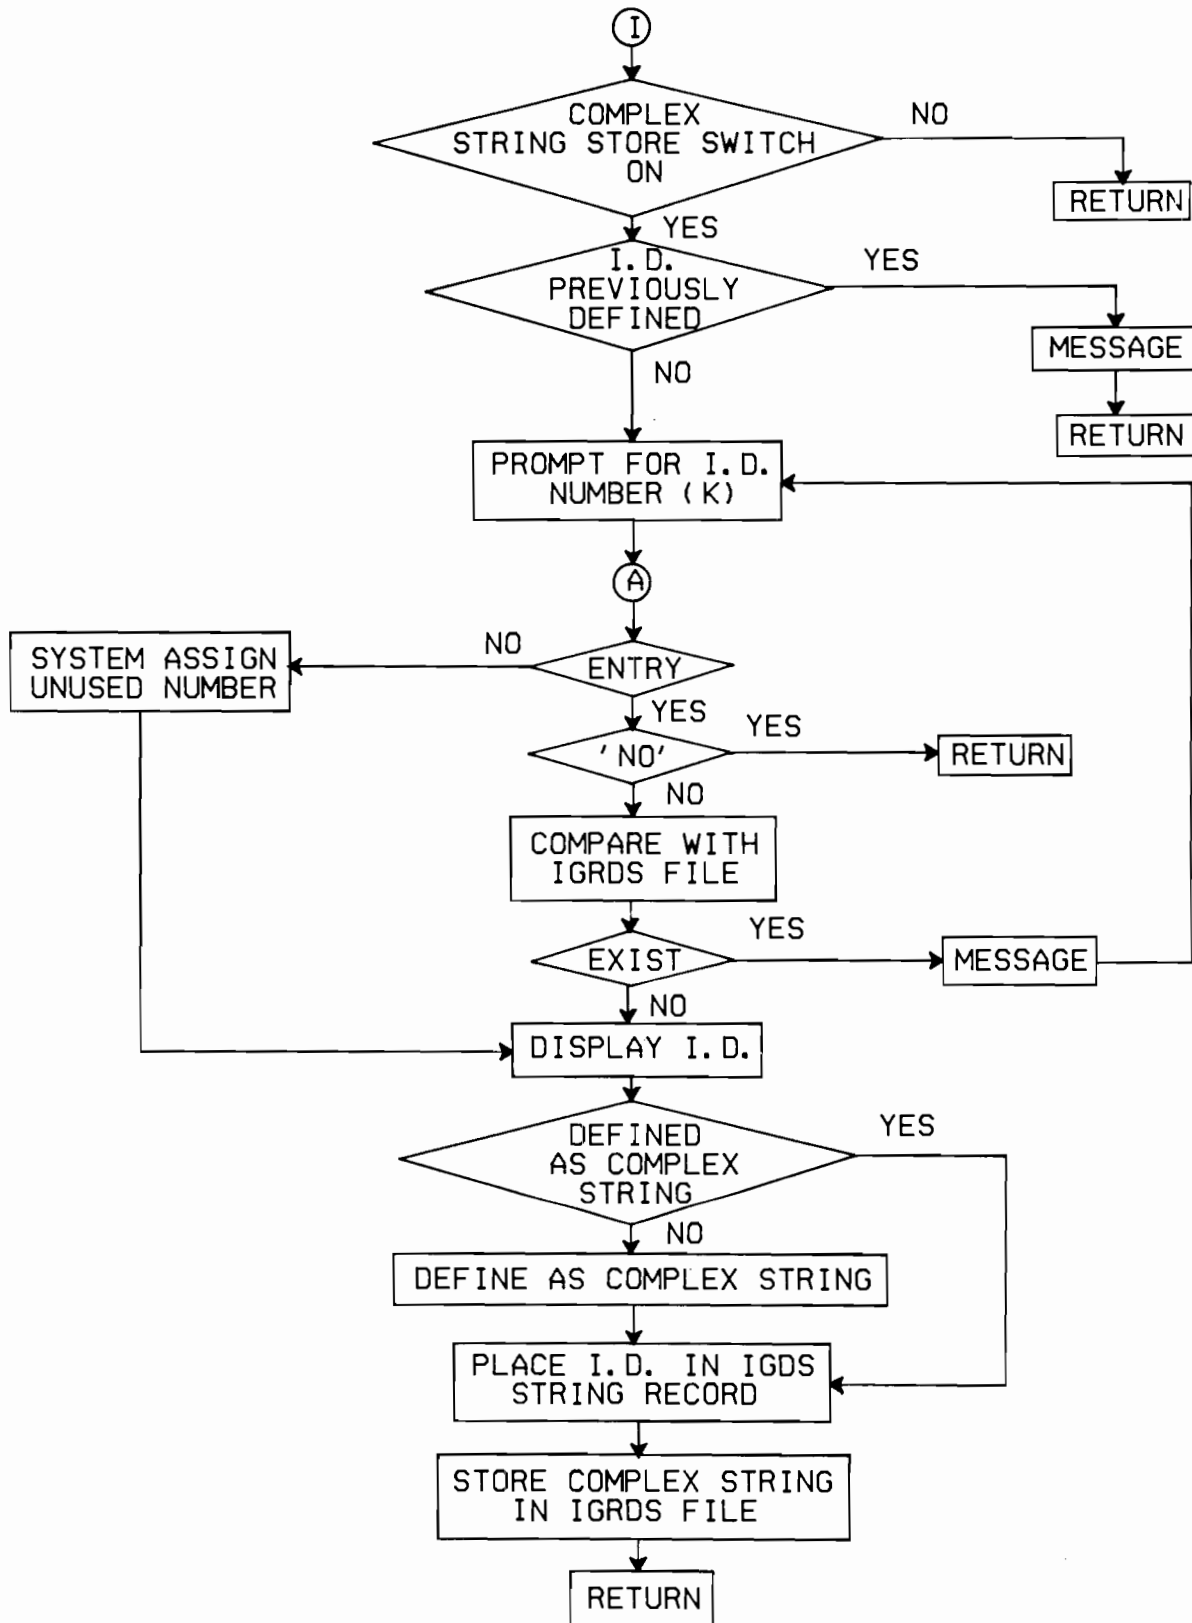 I
COMPLEX
STRING STORE SWITCH
ON
NO
RETURN
YES
I.D.
PREVIOUSLY
DEFINED
YES
MESSAGE
RETURN
NO
PROMPT FOR I.D.
NUMBER (K)
A
ENTRY
NO
SYSTEM ASSIGN
UNUSED NUMBER
YES
'NO'
YES
RETURN
NO
COMPARE WITH
IGRDS FILE
EXIST
YES
MESSAGE
NO
DISPLAY I.D.
DEFINED
AS COMPLEX
STRING
YES
NO
DEFINE AS COMPLEX STRING
PLACE I.D. IN IGDS
STRING RECORD
STORE COMPLEX STRING
IN IGRDS FILE
RETURN